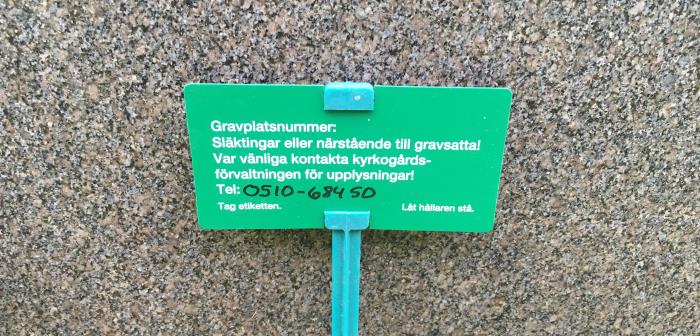 Gravplatsnummer:
Släktingar eller närstående till gravsatta!
Var vänliga kontakta kyrkogårds-
förvaltningen för upplysningar!
Tel: 0510-684 50
Tag etiketten. Låt hållaren stå.